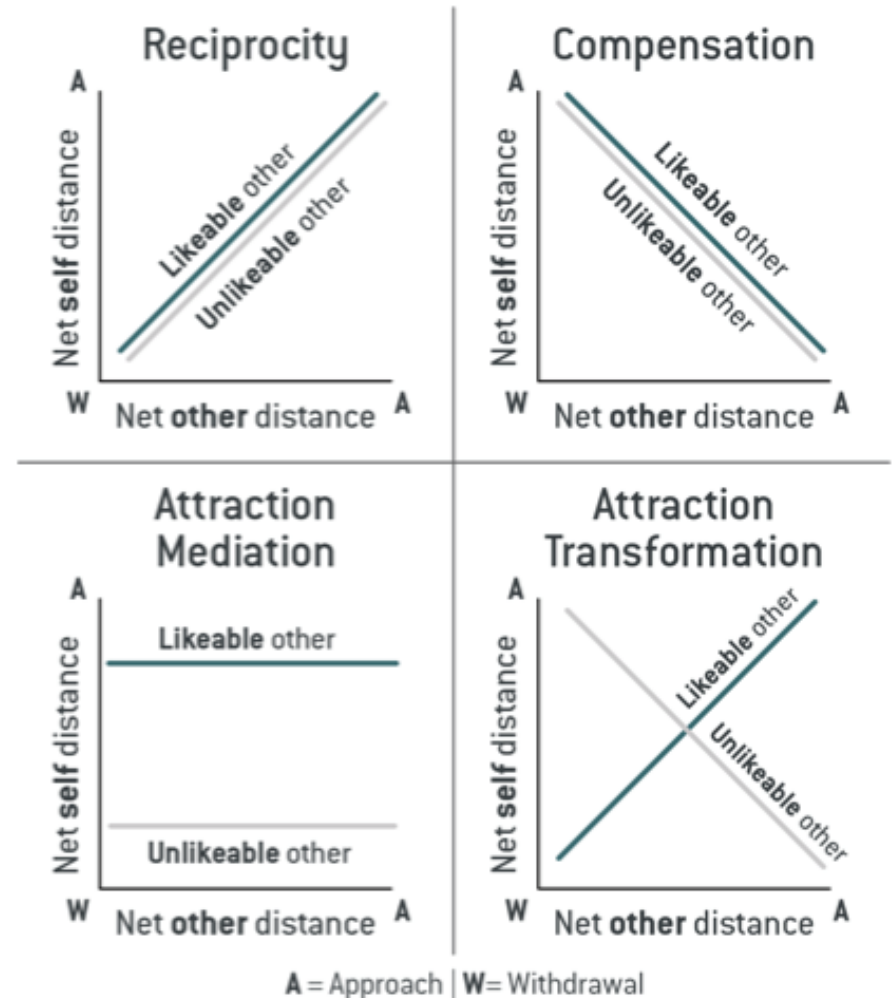 Reciprocity
A
Net self distance
Likeable other
Unlikeable other
W
Net other distance
A
Compensation
A
Net self distance
Likeable other
Unlikeable other
W
Net other distance
A
Attraction
Mediation
A
Net self distance
Likeable other
Unlikeable other
W
Net other distance
A
Attraction
Transformation
A
Net self distance
Likeable other
Unlikeable other
W
Net other distance
A
A = Approach | W= Withdrawal